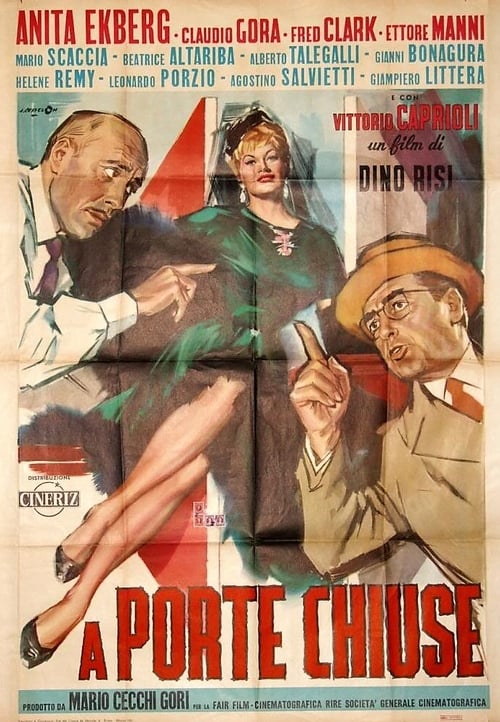 ANITA EKBERG - CLAUDIO GORA - FRED CLARK - ETTORE MANNI
MARIO SCACCIA - BEATRICE ALTARIBA - ALBERTO TALEGALLI - GIANNI BONAGURA
HELENE REMY - LEONARDO PORZIO - AGOSTINO SALVIETTI - GIAMPIERO LITTERA
E CON
VITTORIO CAPRIOLI
un film di
DINO RISI
DISTRIBUZIONE
CINERIZ
A PORTE CHIUSE
PRODOTTO DA MARIO CECCHI GORI PER LA FAIR FILM - CINEMATOGRAFICA RIRE SOCIETÀ GENERALE CINEMATOGRAFICA